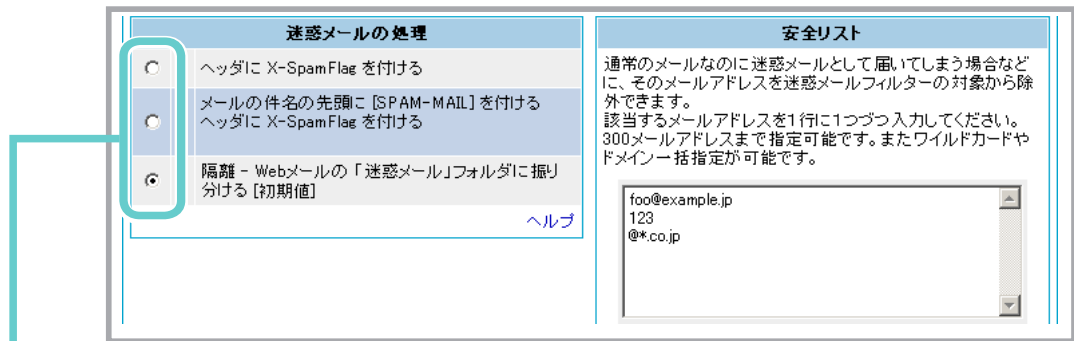 迷惑メールの処理
ヘッダに X-SpamFlag を付ける
メールの件名の先頭に [SPAM-MAIL] を付ける
ヘッダに X-SpamFlag を付ける
隔離 - Webメールの「迷惑メール」フォルダに振り
分ける [初期値]
ヘルプ
安全リスト
通常のメールなのに迷惑メールとして届いてしまう場合など
に、そのメールアドレスを迷惑メールフィルターの対象から除
外できます。
該当するメールアドレスを1行に1つづつ入力してください。
300メールアドレスまで指定可能です。またワイルドカードや
ドメイン一括指定が可能です。
foo@example.jp
123
@*.co.jp